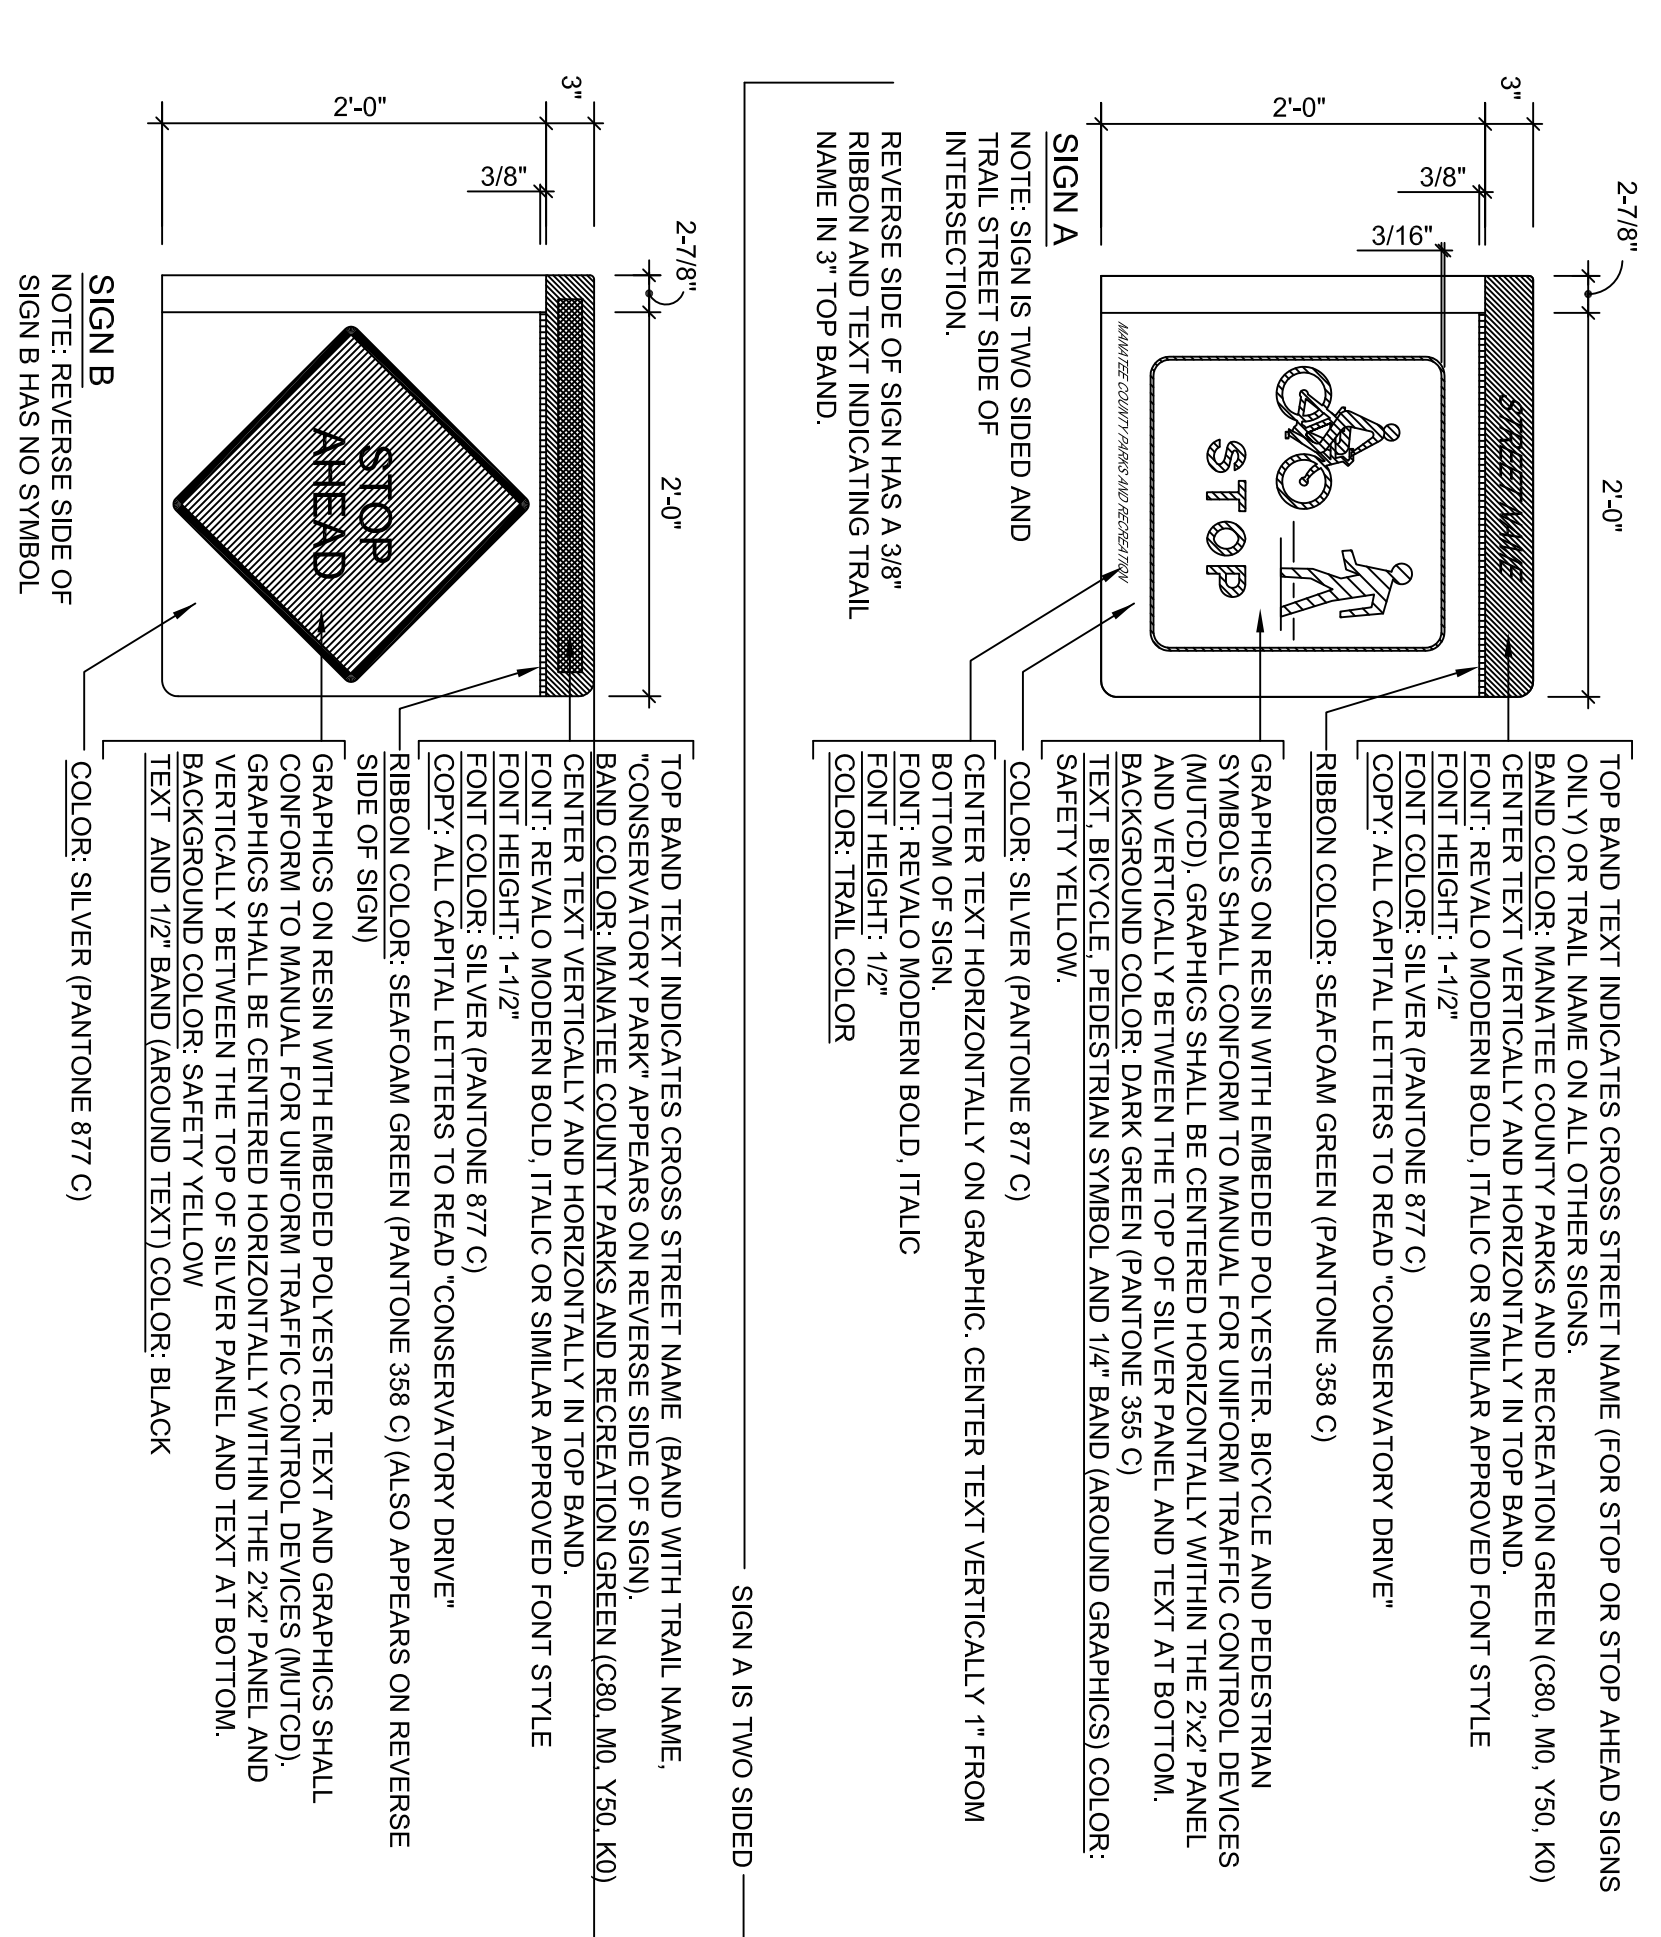 2-7/8"
2'-0"
3"
2'-0"
3/8"
3/16"
STREET NAME
STOP
MANATEE COUNTY PARKS AND RECREATION
TOP BAND TEXT INDICATES CROSS STREET NAME (FOR STOP OR STOP AHEAD SIGNS
ONLY) OR TRAIL NAME ON ALL OTHER SIGNS.
BAND COLOR: MANATEE COUNTY PARKS AND RECREATION GREEN (C80, M0, Y50, K0)
CENTER TEXT VERTICALLY AND HORIZONTALLY IN TOP BAND.
FONT: REVALO MODERN BOLD, ITALIC OR SIMILAR APPROVED FONT STYLE
FONT HEIGHT: 1-1/2"
FONT COLOR: SILVER (PANTONE 877 C)
COPY: ALL CAPITAL LETTERS TO READ "CONSERVATORY DRIVE"
RIBBON COLOR: SEAFOAM GREEN (PANTONE 358 C)
GRAPHICS ON RESIN WITH EMBEDED POLYESTER. BICYCLE AND PEDESTRIAN
SYMBOLS SHALL CONFORM TO MANUAL FOR UNIFORM TRAFFIC CONTROL DEVICES
(MUTCD). GRAPHICS SHALL BE CENTERED HORIZONTALLY WITHIN THE 2'x2' PANEL
AND VERTICALLY BETWEEN THE TOP OF SILVER PANEL AND TEXT AT BOTTOM.
BACKGROUND COLOR: DARK GREEN (PANTONE 355 C)
TEXT, BICYCLE, PEDESTRIAN SYMBOL AND 1/4" BAND (AROUND GRAPHICS) COLOR:
SAFETY YELLOW.
COLOR: SILVER (PANTONE 877 C)
CENTER TEXT HORIZONTALLY ON GRAPHIC. CENTER TEXT VERTICALLY 1" FROM
BOTTOM OF SIGN.
FONT: REVALO MODERN BOLD, ITALIC
FONT HEIGHT: 1/2"
COLOR: TRAIL COLOR
SIGN A
NOTE: SIGN IS TWO SIDED AND
TRAIL STREET SIDE OF
INTERSECTION.
REVERSE SIDE OF SIGN HAS A 3/8"
RIBBON AND TEXT INDICATING TRAIL
NAME IN 3" TOP BAND.
SIGN A IS TWO SIDED
2-7/8"
2'-0"
3"
2'-0"
3/8"
STOP
AHEAD
TOP BAND TEXT INDICATES CROSS STREET NAME (BAND WITH TRAIL NAME,
"CONSERVATORY PARK" APPEARS ON REVERSE SIDE OF SIGN).
BAND COLOR: MANATEE COUNTY PARKS AND RECREATION GREEN (C80, M0, Y50, K0)
CENTER TEXT VERTICALLY AND HORIZONTALLY IN TOP BAND.
FONT: REVALO MODERN BOLD, ITALIC OR SIMILAR APPROVED FONT STYLE
FONT HEIGHT: 1-1/2"
FONT COLOR: SILVER (PANTONE 877 C)
COPY: ALL CAPITAL LETTERS TO READ "CONSERVATORY DRIVE"
RIBBON COLOR: SEAFOAM GREEN (PANTONE 358 C) (ALSO APPEARS ON REVERSE
SIDE OF SIGN)
GRAPHICS ON RESIN WITH EMBEDED POLYESTER. TEXT AND GRAPHICS SHALL
CONFORM TO MANUAL FOR UNIFORM TRAFFIC CONTROL DEVICES (MUTCD).
GRAPHICS SHALL BE CENTERED HORIZONTALLY WITHIN THE 2'x2' PANEL AND
VERTICALLY BETWEEN THE TOP OF SILVER PANEL AND TEXT AT BOTTOM.
BACKGROUND COLOR: SAFETY YELLOW
TEXT AND 1/2" BAND (AROUND TEXT) COLOR: BLACK
COLOR: SILVER (PANTONE 877 C)
SIGN B
NOTE: REVERSE SIDE OF
SIGN B HAS NO SYMBOL